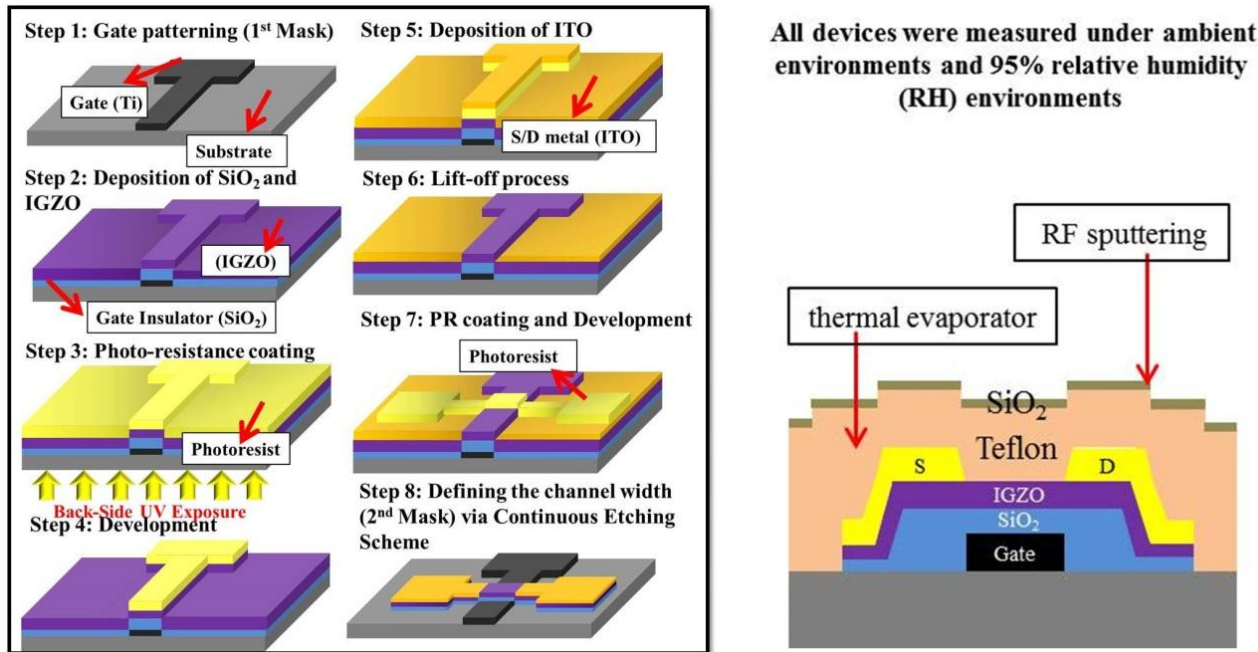 Step 1: Gate patterning (1st Mask)
Gate (Ti)
Substrate
Step 2: Deposition of SiO₂ and
IGZO
(IGZO)
Gate Insulator (SiO₂)
Step 3: Photo-resistance coating
Photoresist
Back-Side UV Exposure
Step 4: Development
Step 5: Deposition of ITO
S/D metal (ITO)
Step 6: Lift-off process
Step 7: PR coating and Development
Photoresist
Step 8: Defining the channel width
(2nd Mask) via Continuous Etching
Scheme
All devices were measured under ambient
environments and 95% relative humidity
(RH) environments
RF sputtering
thermal evaporator
SiO₂
Teflon
S
D
IGZO
SiO₂
Gate